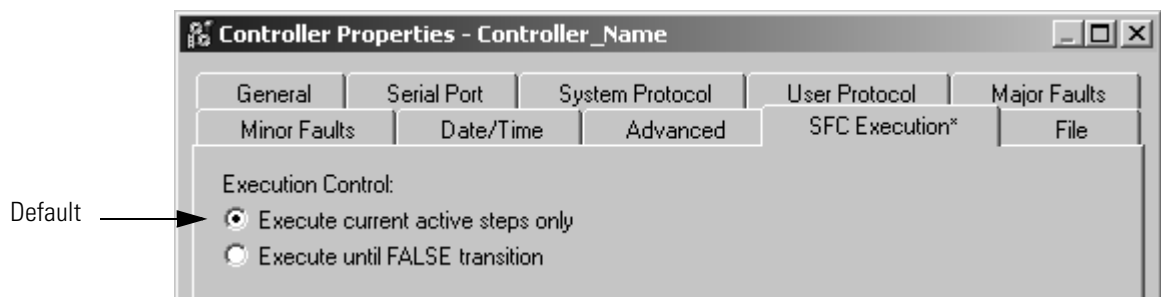 Controller Properties - Controller_Name
General Serial Port System Protocol User Protocol Major Faults
Minor Faults Date/Time Advanced SFC Execution* File
Execution Control:
Default
Execute current active steps only
Execute until FALSE transition